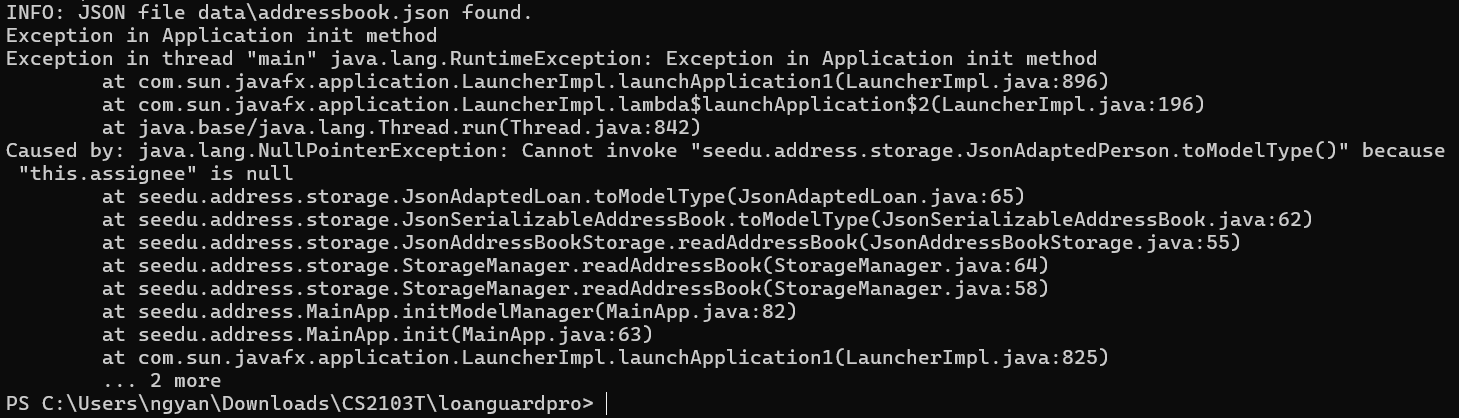 INFO: JSON file data\addressbook.json found.
Exception in Application init method
Exception in thread "main" java.lang.RuntimeException: Exception in Application init method
        at com.sun.javafx.application.LauncherImpl.launchApplication1(LauncherImpl.java:896)
        at com.sun.javafx.application.LauncherImpl.lambda$launchApplication$2(LauncherImpl.java:196)
        at java.base/java.lang.Thread.run(Thread.java:842)
Caused by: java.lang.NullPointerException: Cannot invoke "seedu.address.storage.JsonAdaptedPerson.toModelType()" because
 "this.assignee" is null
        at seedu.address.storage.JsonAdaptedLoan.toModelType(JsonAdaptedLoan.java:65)
        at seedu.address.storage.JsonSerializableAddressBook.toModelType(JsonSerializableAddressBook.java:62)
        at seedu.address.storage.JsonAddressBookStorage.readAddressBook(JsonAddressBookStorage.java:55)
        at seedu.address.storage.StorageManager.readAddressBook(StorageManager.java:64)
        at seedu.address.storage.StorageManager.readAddressBook(StorageManager.java:58)
        at seedu.address.MainApp.initModelManager(MainApp.java:82)
        at seedu.address.MainApp.init(MainApp.java:63)
        at com.sun.javafx.application.LauncherImpl.launchApplication1(LauncherImpl.java:825)
        ... 2 more
PS C:\Users\ngyan\Downloads\CS2103T\loanguardpro>